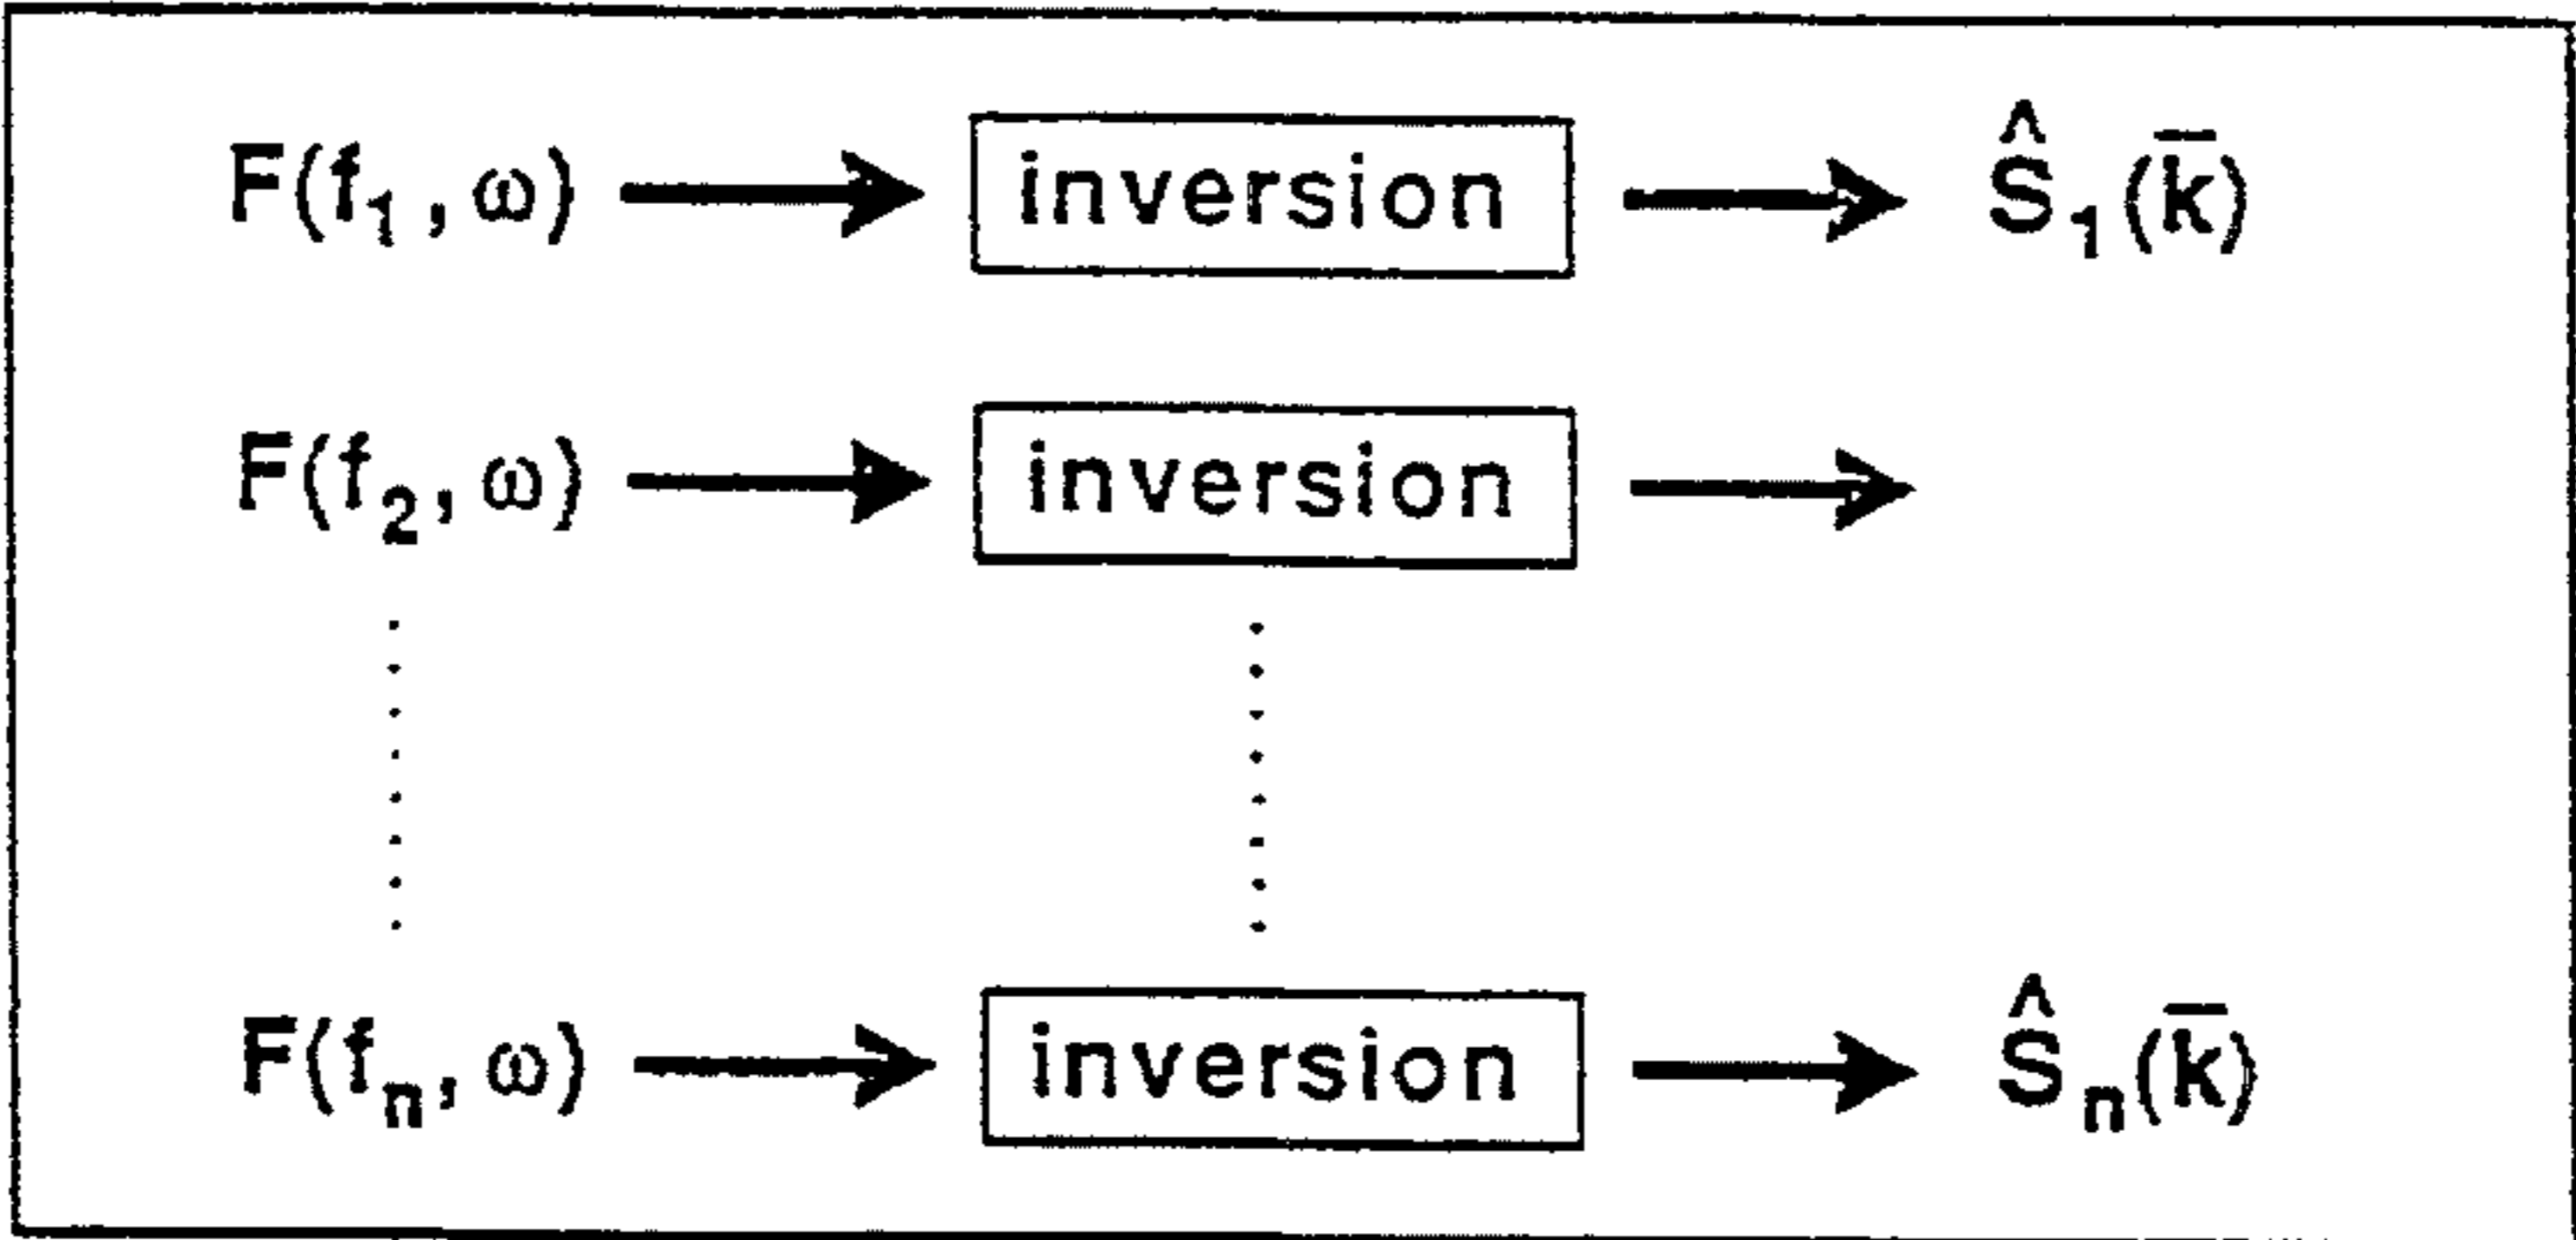 F(f₁, ω) → inversion → Ŝ₁(k̄)
F(f₂, ω) → inversion →
F(fₙ, ω) → inversion → Ŝₙ(k̄)